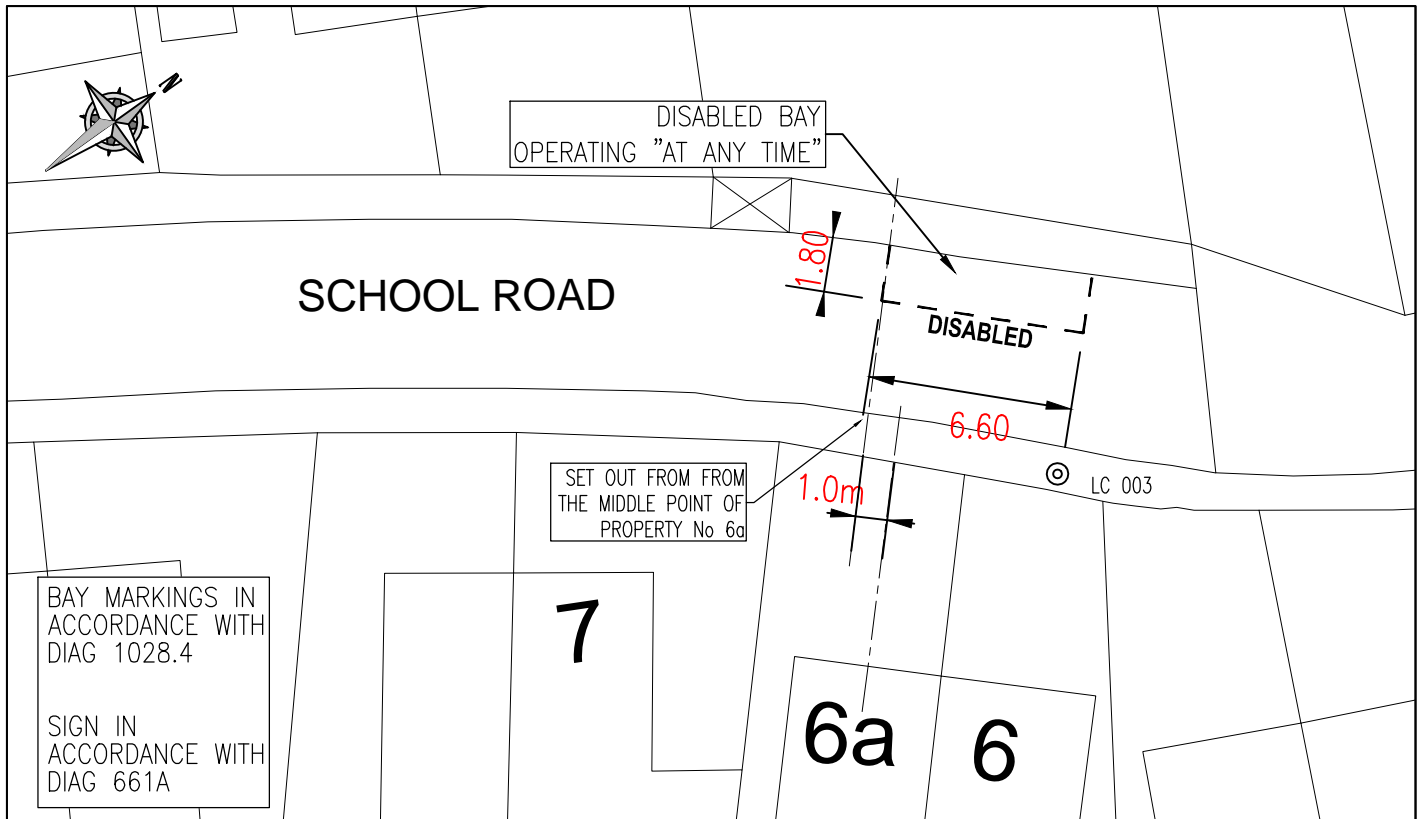 N
DISABLED BAY
OPERATING "AT ANY TIME"
1.80
SCHOOL ROAD
DISABLED
6.60
SET OUT FROM FROM
THE MIDDLE POINT OF
PROPERTY No 6a
1.0m
LC 003
BAY MARKINGS IN
ACCORDANCE WITH
DIAG 1028.4
SIGN IN
ACCORDANCE WITH
DIAG 661A
7
6a
6